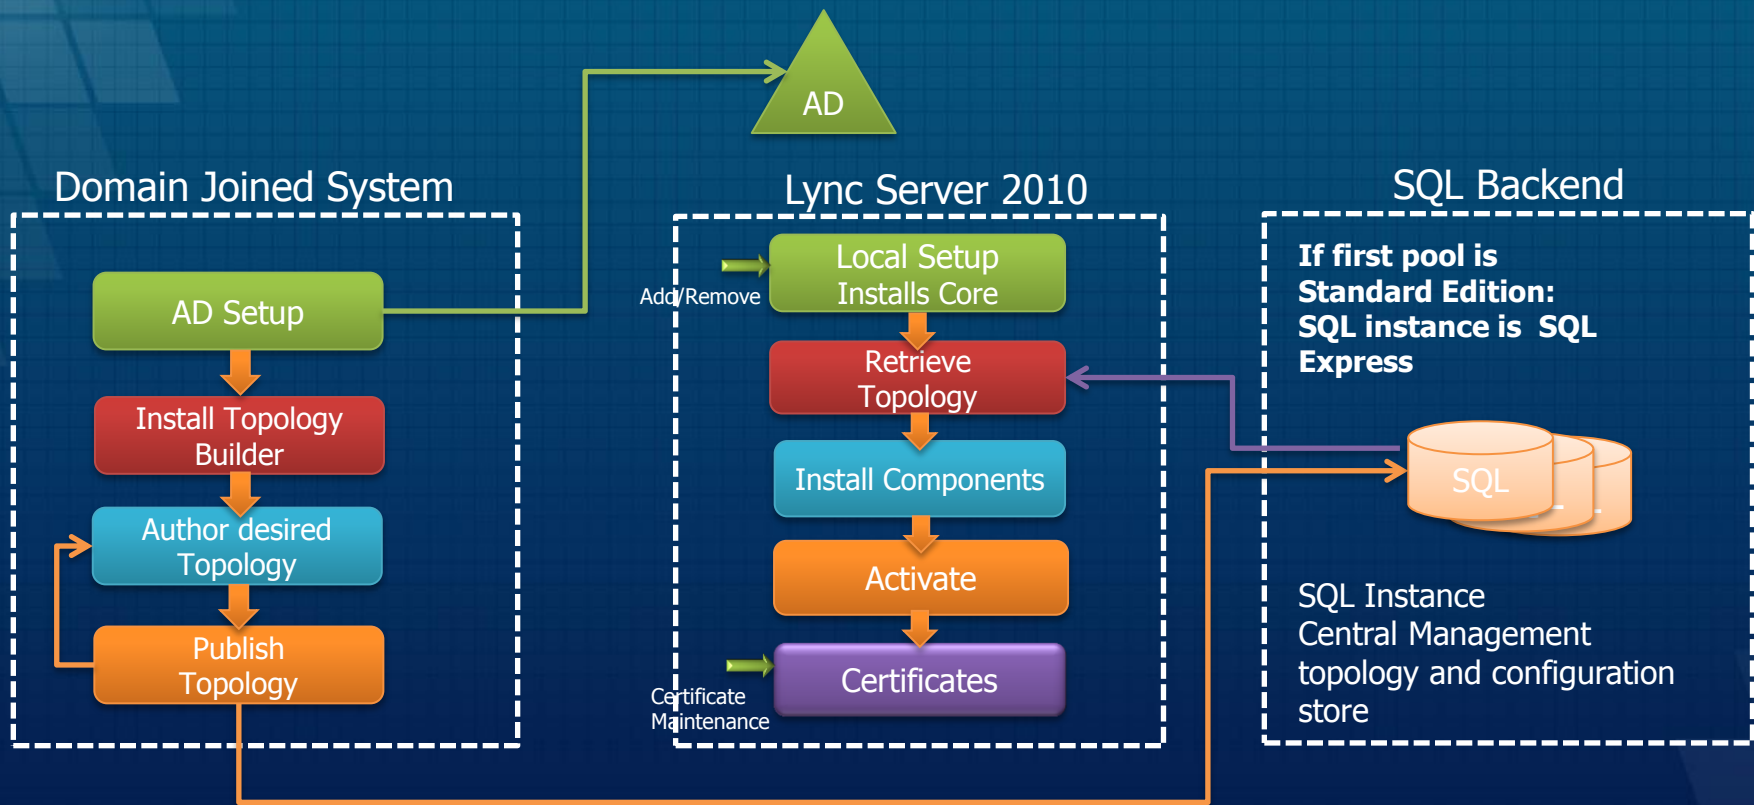 AD
Domain Joined System
AD Setup
Install Topology
Builder
Author desired
Topology
Publish
Topology
Lync Server 2010
Add/Remove
Local Setup
Installs Core
Retrieve
Topology
Install Components
Activate
Certificate
Maintenance
Certificates
SQL Backend
If first pool is
Standard Edition:
SQL instance is SQL
Express
SQL
SQL Instance
Central Management
topology and configuration
store